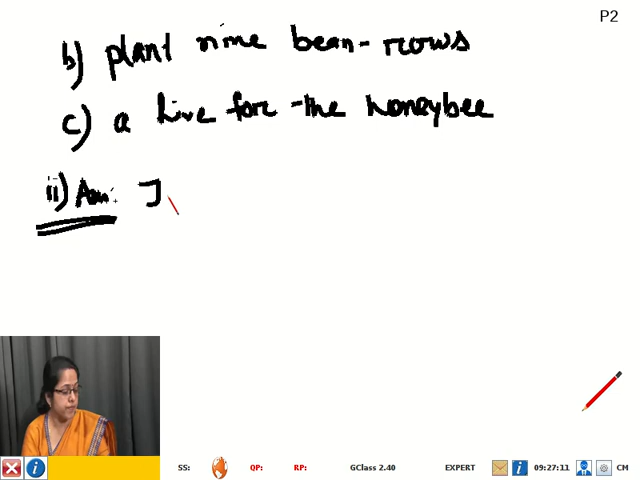 P2
b) plant nine bean-rows
c) a hive for the honeybee
ii) Ans:
SS: QP: RP: GClass 2.40 EXPERT 09:27:11 CM